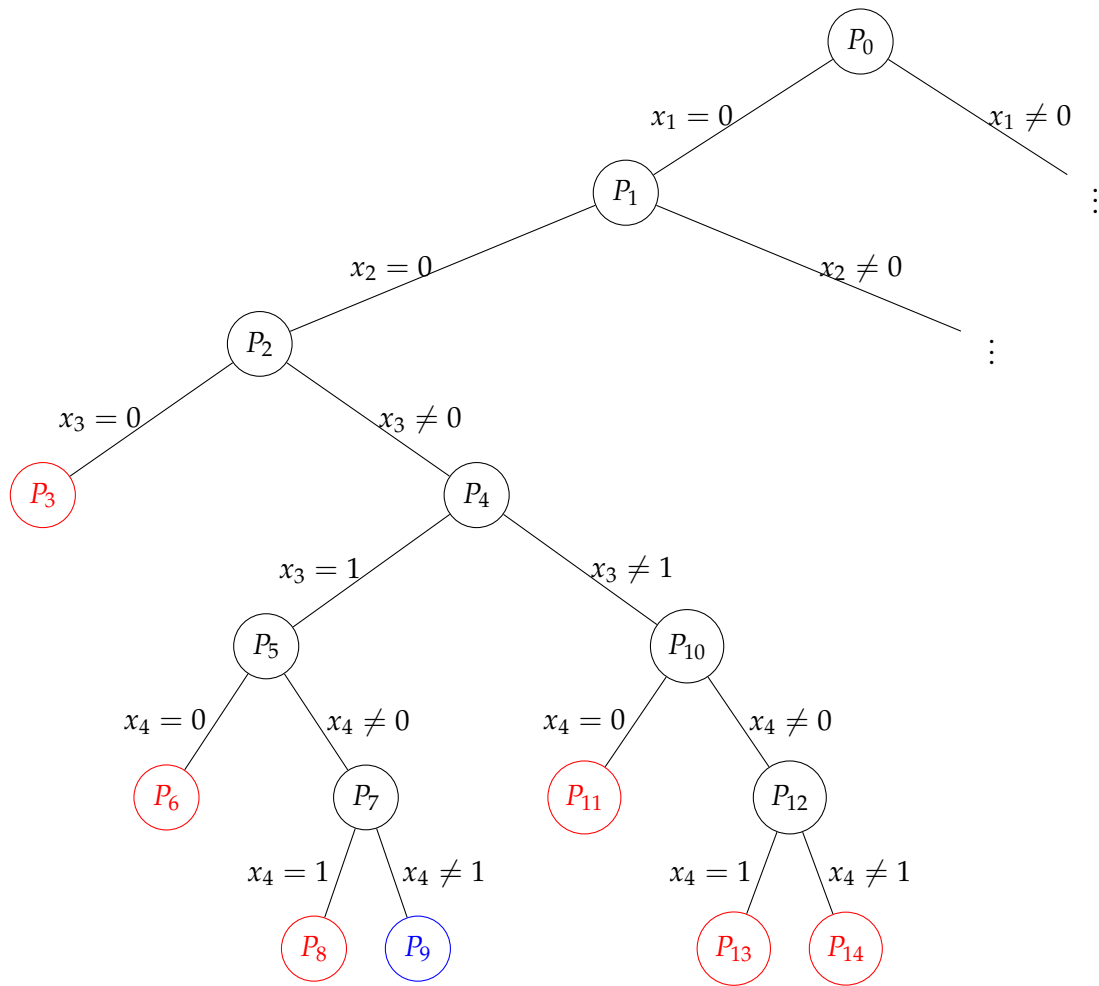 P₀
x₁ = 0 x₁ ≠ 0
P₁
⋮
x₂ = 0 x₂ ≠ 0
P₂
⋮
x₃ = 0 x₃ ≠ 0
P₃ P₄
x₃ = 1 x₃ ≠ 1
P₅ P₁₀
x₄ = 0 x₄ ≠ 0 x₄ = 0 x₄ ≠ 0
P₆ P₇ P₁₁ P₁₂
x₄ = 1 x₄ ≠ 1 x₄ = 1 x₄ ≠ 1
P₈ P₉ P₁₃ P₁₄